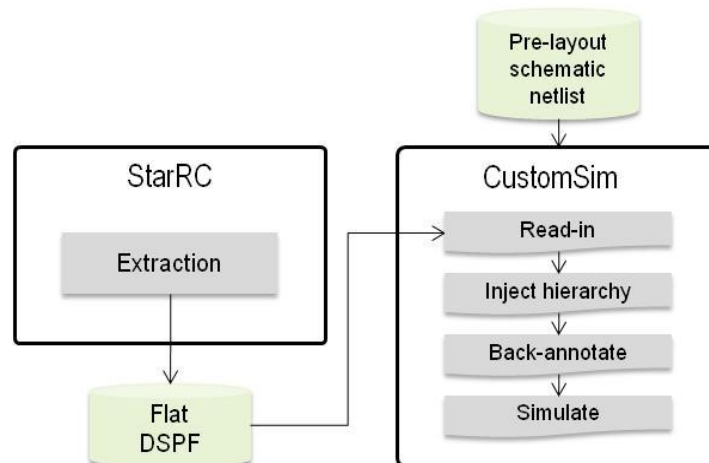 Pre-layout
schematic
netlist
StarRC
Extraction
Flat
DSPF
CustomSim
Read-in
Inject hierarchy
Back-annotate
Simulate